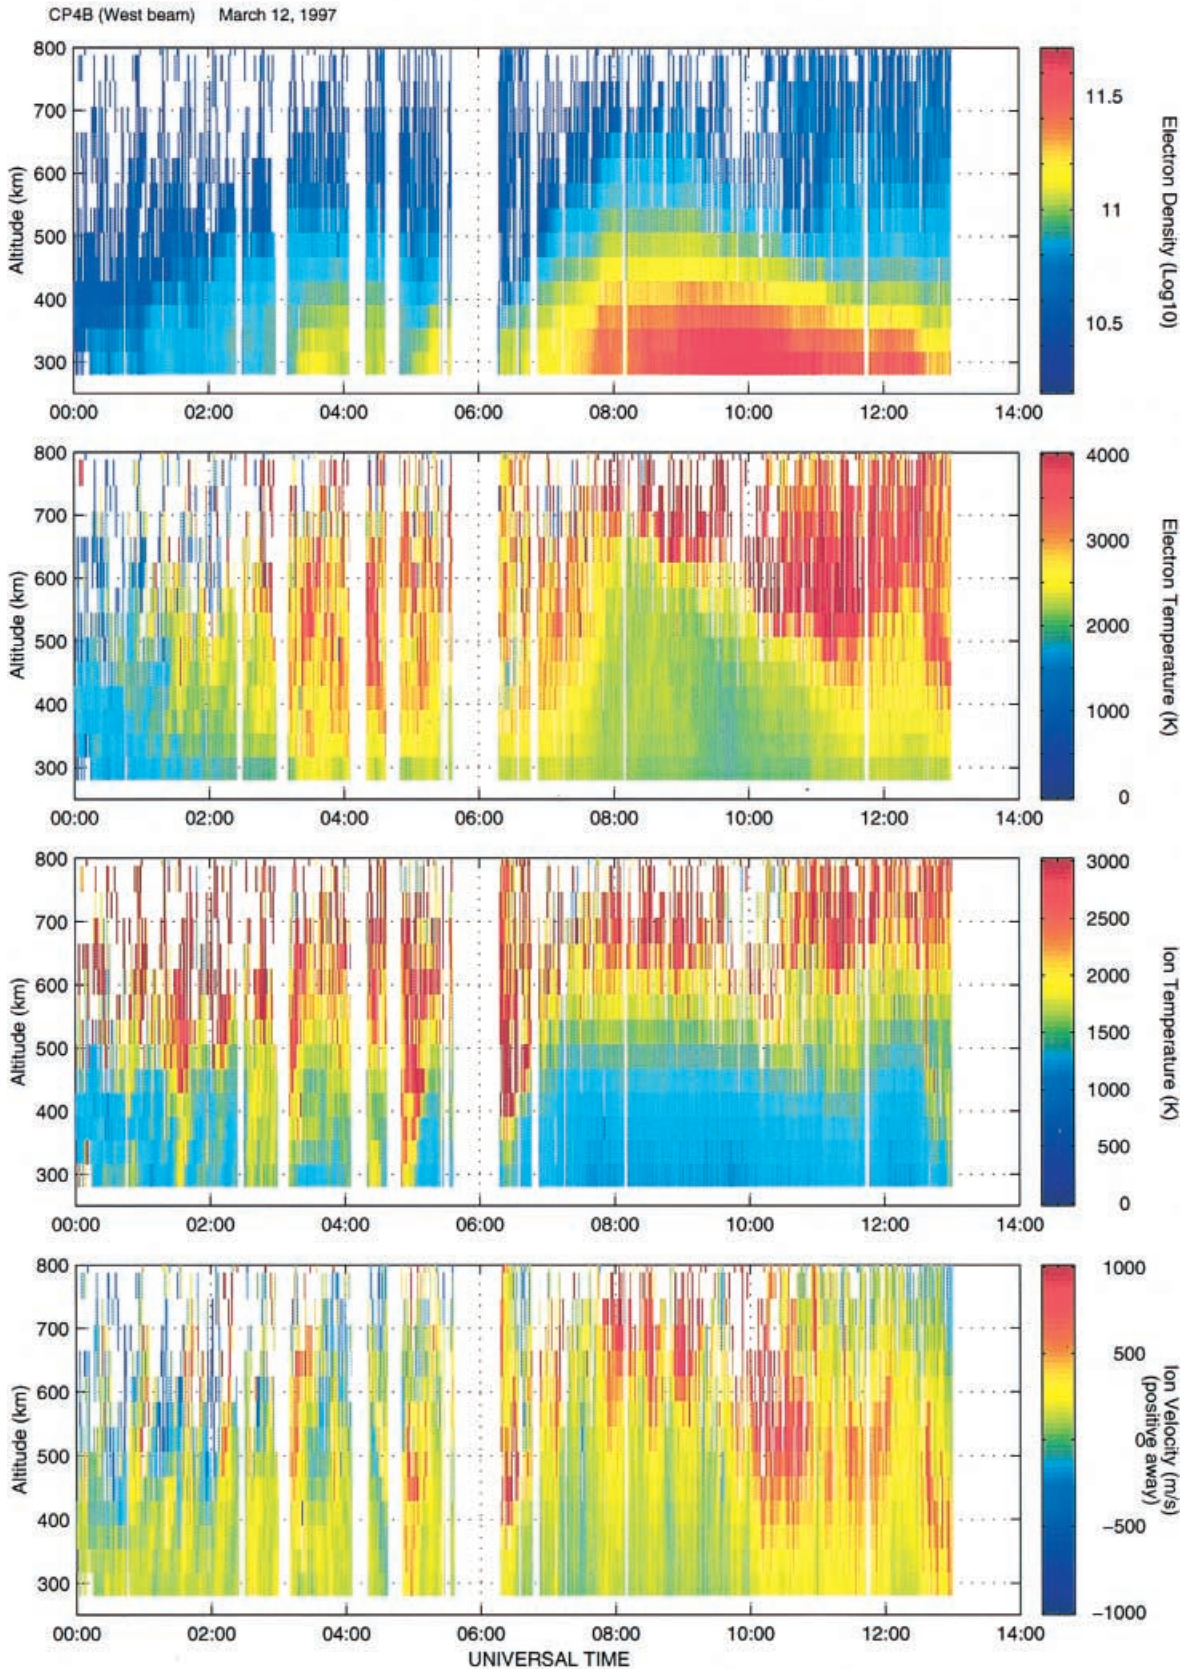 CP4B (West beam) March 12, 1997
800
700
600
500
400
300
Altitude (km)
00:00 02:00 04:00 06:00 08:00 10:00 12:00 14:00
11.5
11
10.5
Electron Density (Log10)
800
700
600
500
400
300
Altitude (km)
00:00 02:00 04:00 06:00 08:00 10:00 12:00 14:00
4000
3000
2000
1000
0
Electron Temperature (K)
800
700
600
500
400
300
Altitude (km)
00:00 02:00 04:00 06:00 08:00 10:00 12:00 14:00
3000
2500
2000
1500
1000
500
0
Ion Temperature (K)
800
700
600
500
400
300
Altitude (km)
00:00 02:00 04:00 06:00 08:00 10:00 12:00 14:00
UNIVERSAL TIME
1000
500
0
−500
−1000
Ion Velocity (m/s)
(positive away)